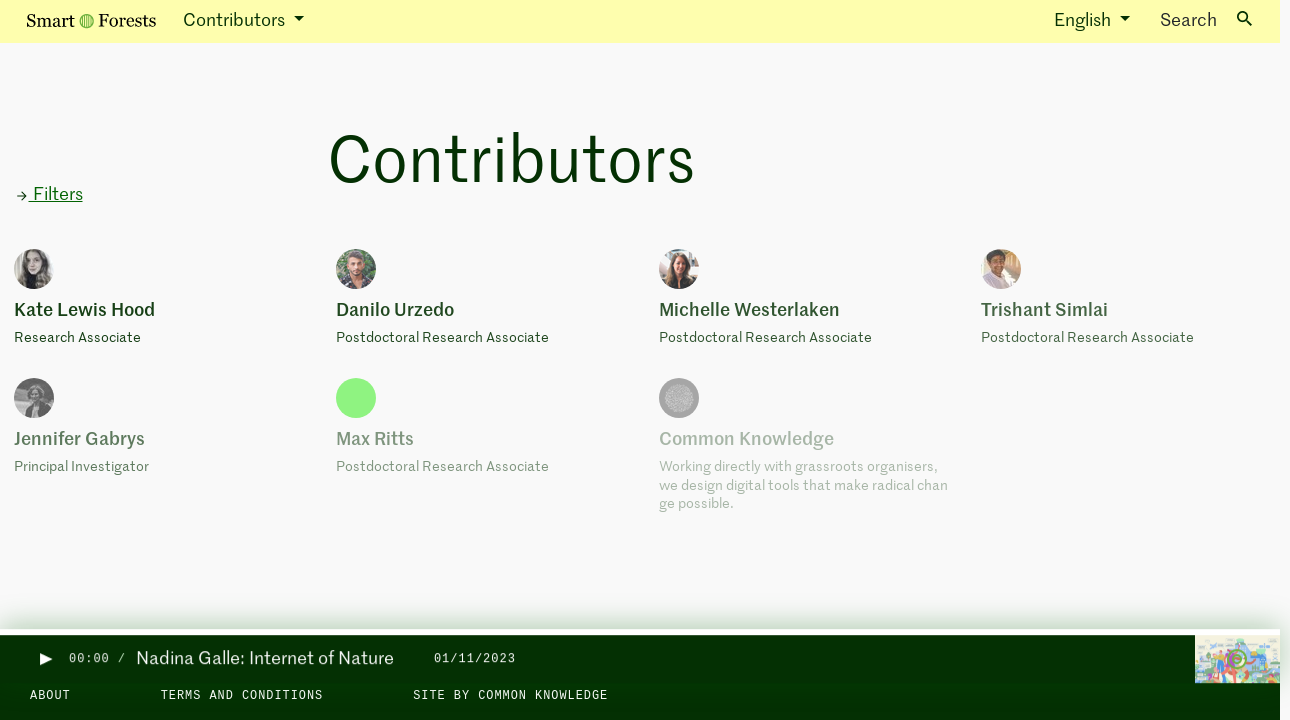 Smart Forests
Contributors
English
Search
Contributors
→ Filters
Kate Lewis Hood
Research Associate
Danilo Urzedo
Postdoctoral Research Associate
Michelle Westerlaken
Postdoctoral Research Associate
Trishant Simlai
Postdoctoral Research Associate
Jennifer Gabrys
Principal Investigator
Max Ritts
Postdoctoral Research Associate
Common Knowledge
Working directly with grassroots organisers,
we design digital tools that make radical chan
ge possible.
00:00 / Nadina Galle: Internet of Nature 01/11/2023
ABOUT
TERMS AND CONDITIONS
SITE BY COMMON KNOWLEDGE